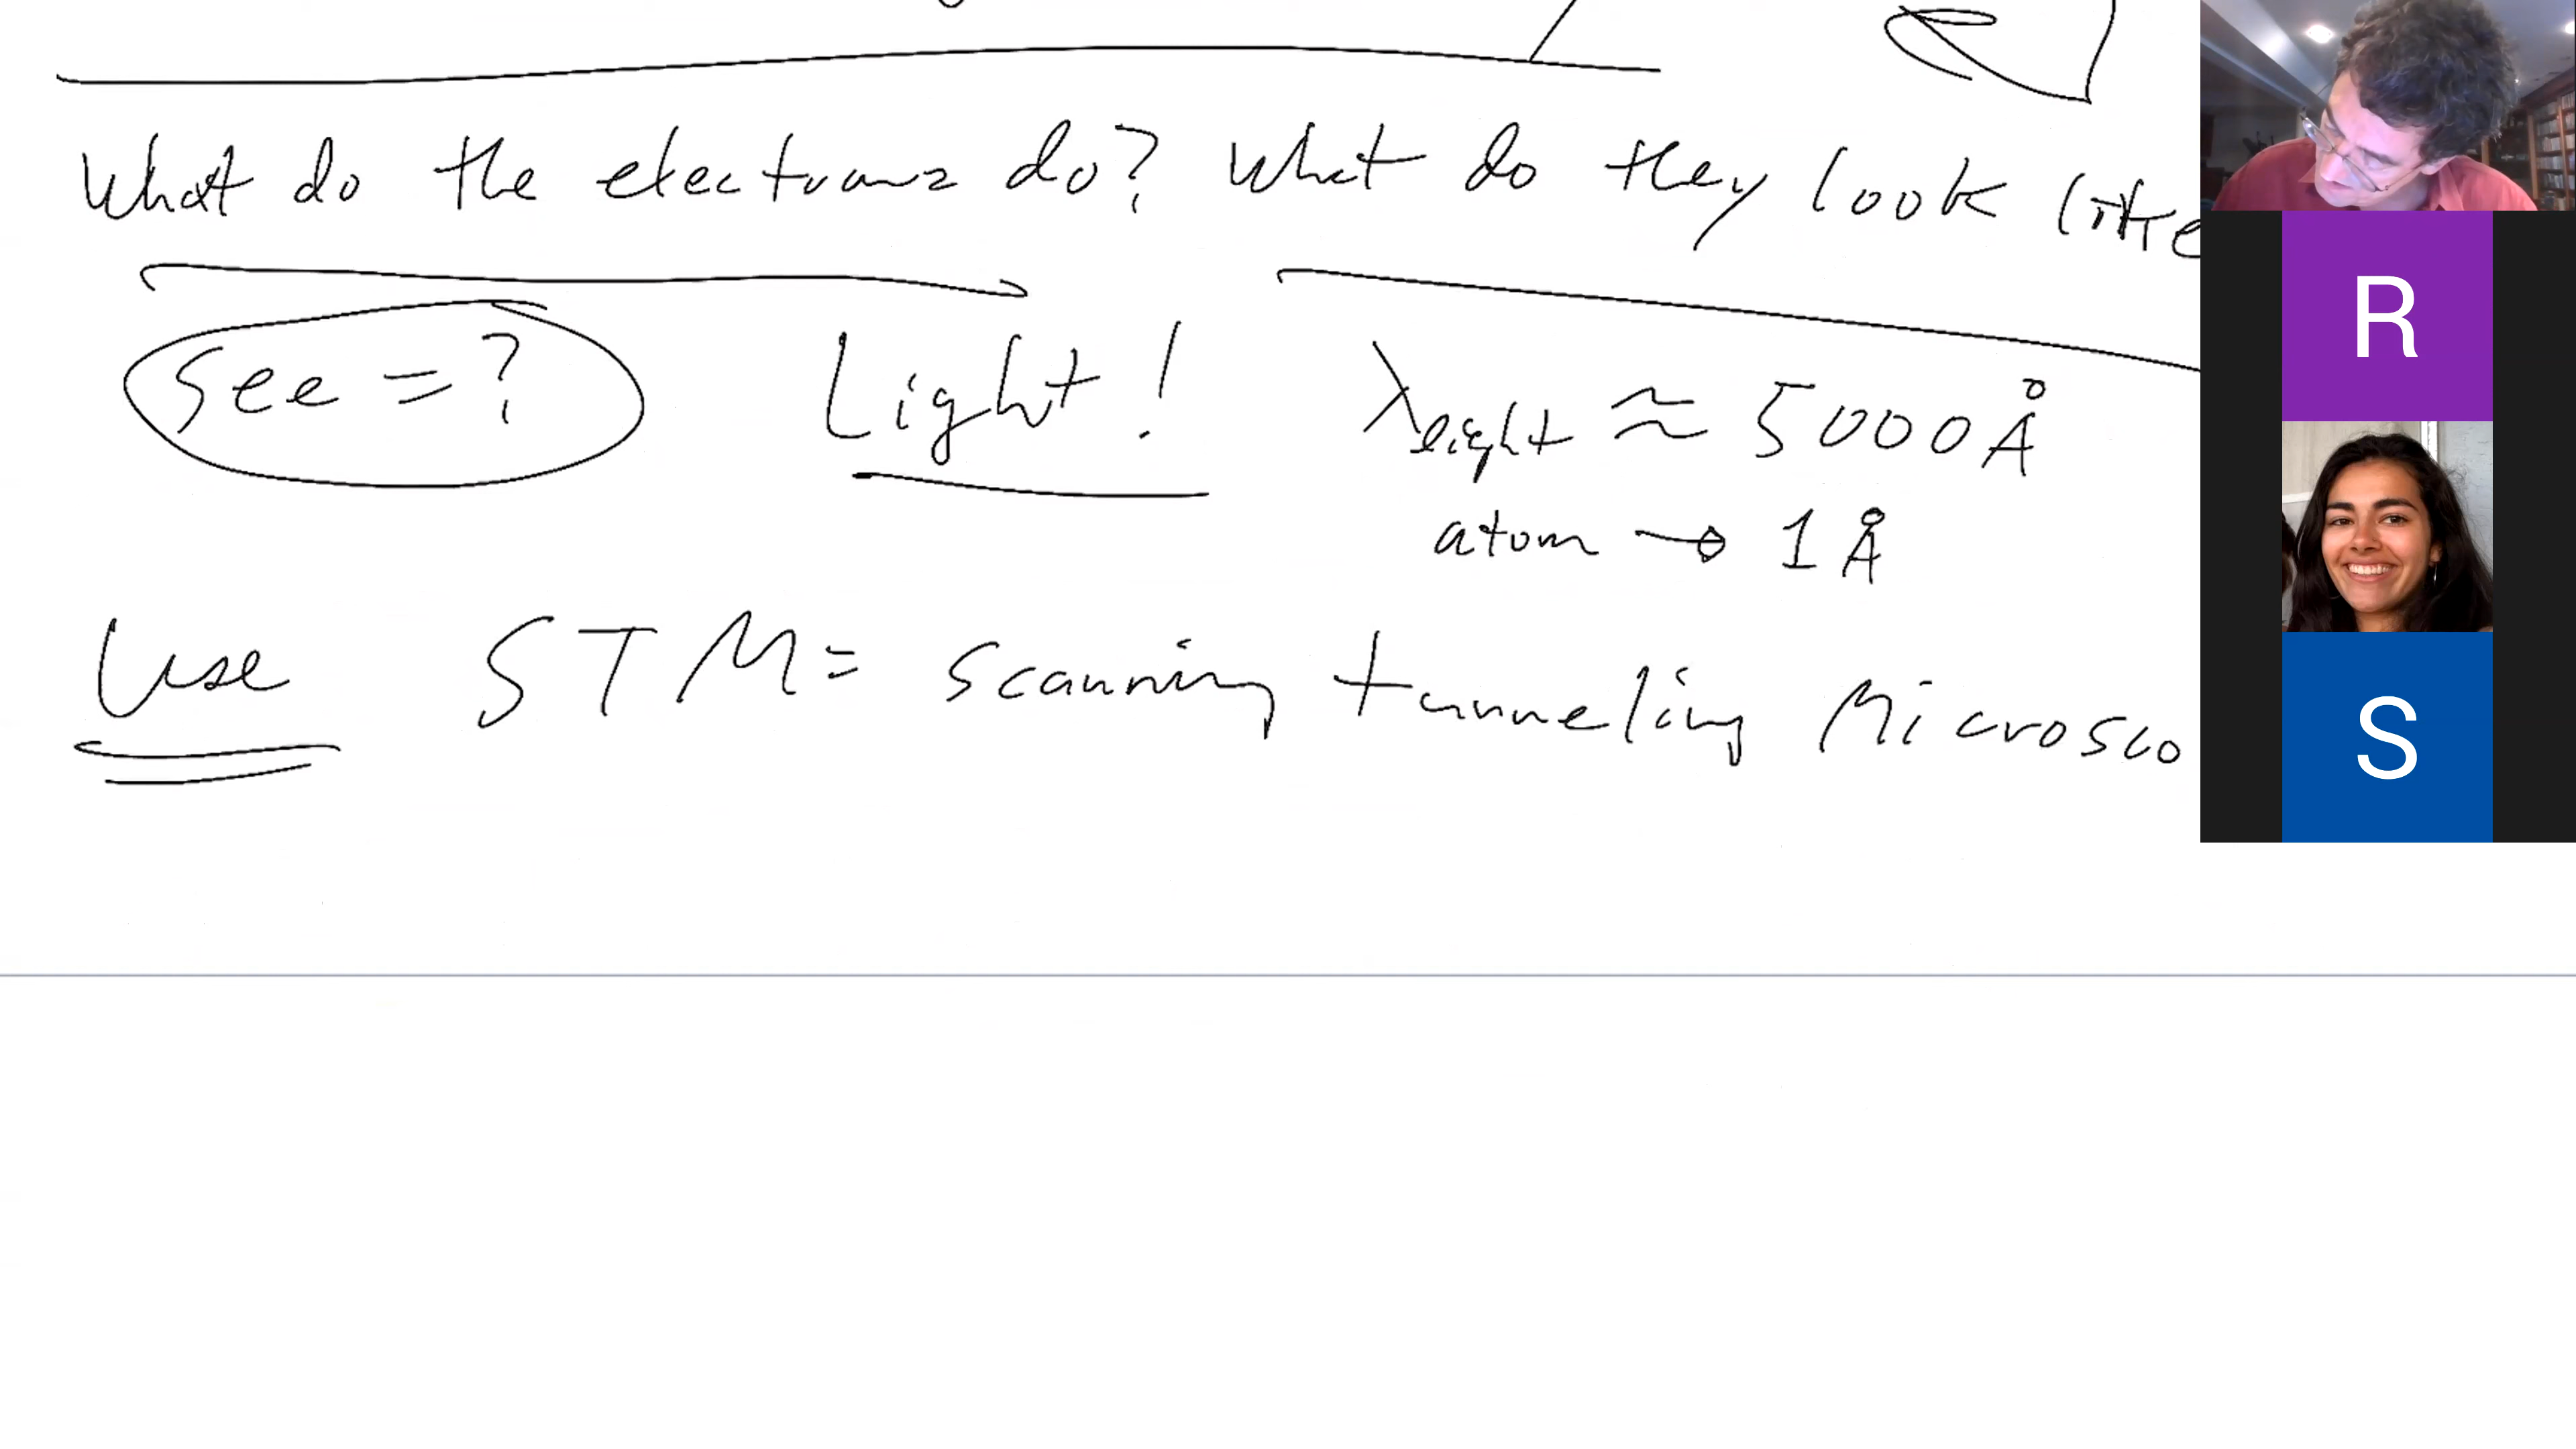 What do the electrons do? What do they look like
See = ?
Light!
λlight ≈ 5000 Å
atom → 1 Å
Use STM = scanning tunneling Microsco
R
S